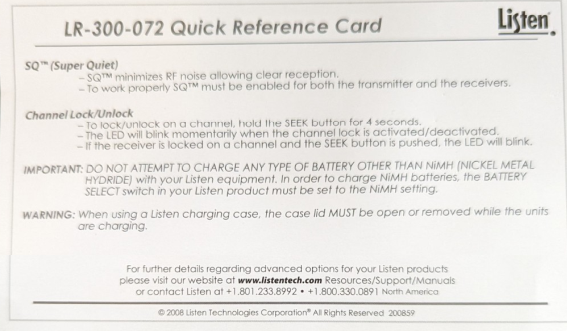 LR-300-072 Quick Reference Card
Listen
SQ™ (Super Quiet)
– SQ™ minimizes RF noise allowing clear reception.
– To work properly SQ™ must be enabled for both the transmitter and the receivers.
Channel Lock/Unlock
– To lock/unlock on a channel, hold the SEEK button for 4 seconds.
– The LED will blink momentarily when the channel lock is activated/deactivated.
– If the receiver is locked on a channel and the SEEK button is pushed, the LED will blink.
IMPORTANT: DO NOT ATTEMPT TO CHARGE ANY TYPE OF BATTERY OTHER THAN NiMH (NICKEL METAL
HYDRIDE) with your Listen equipment. In order to charge NiMH batteries, the BATTERY
SELECT switch in your Listen product must be set to the NiMH setting.
WARNING: When using a Listen charging case, the case lid MUST be open or removed while the units
are charging.
For further details regarding advanced options for your Listen products
please visit our website at www.listentech.com Resources/Support/Manuals
or contact Listen at +1.801.233.8992 • +1.800.330.0891 North America
© 2008 Listen Technologies Corporation® All Rights Reserved 200859